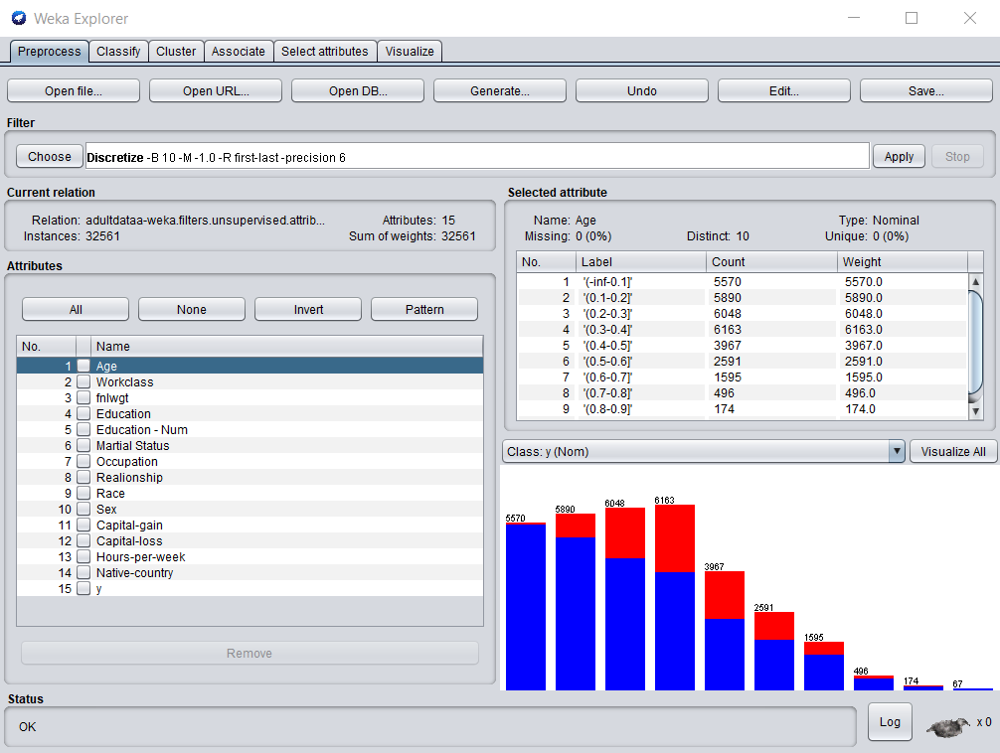 Weka Explorer
Preprocess Classify Cluster Associate Select attributes Visualize
Open file... Open URL... Open DB... Generate... Undo Edit... Save...
Filter
Choose Discretize -B 10 -M -1.0 -R first-last -precision 6 Apply Stop
Current relation
Relation: adultdataa-weka.filters.unsupervised.attrib... Attributes: 15
Instances: 32561 Sum of weights: 32561
Attributes
All None Invert Pattern
No. Name
1 Age
2 Workclass
3 fnlwgt
4 Education
5 Education - Num
6 Martial Status
7 Occupation
8 Realionship
9 Race
10 Sex
11 Capital-gain
12 Capital-loss
13 Hours-per-week
14 Native-country
15 y
Remove
Selected attribute
Name: Age Type: Nominal
Missing: 0 (0%) Distinct: 10 Unique: 0 (0%)
No. Label Count Weight
1 '(-inf-0.1]' 5570 5570.0
2 '(0.1-0.2]' 5890 5890.0
3 '(0.2-0.3]' 6048 6048.0
4 '(0.3-0.4]' 6163 6163.0
5 '(0.4-0.5]' 3967 3967.0
6 '(0.5-0.6]' 2591 2591.0
7 '(0.6-0.7]' 1595 1595.0
8 '(0.7-0.8]' 496 496.0
9 '(0.8-0.9]' 174 174.0
Class: y (Nom) Visualize All
5570 5890 6048 6163 3967 2591 1595 496 174 67
Status
OK Log x 0